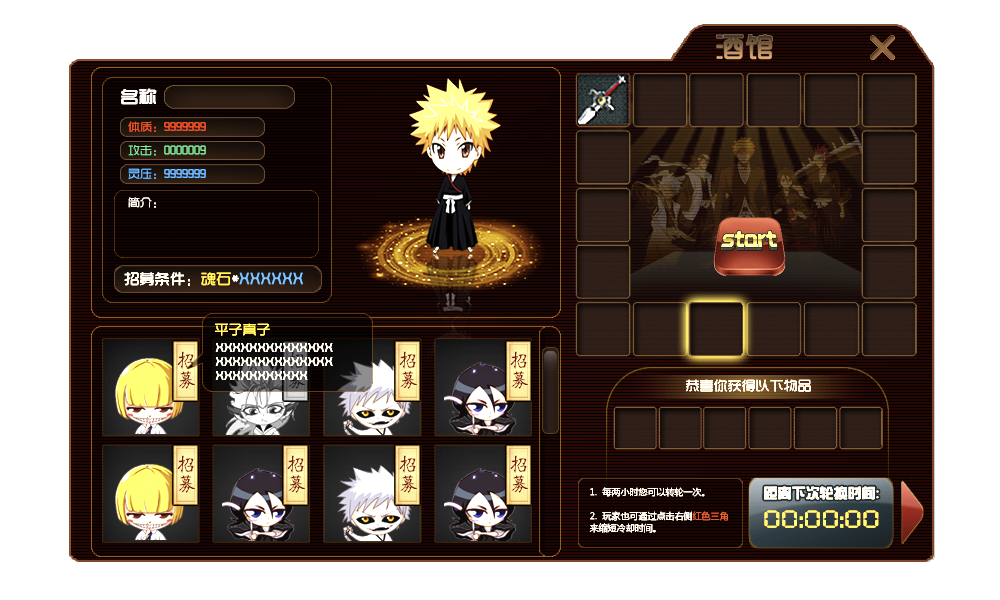 酒馆
名称
体质：9999999
攻击：0000009
灵压：9999999
简介：
招募条件：魂石*XXXXXX
start
平子真子
XXXXXXXXXXXXXX
XXXXXXXXXXXXXX
XXXXXXXXXXX
招募
招募
招募
招募
招募
招募
招募
恭喜你获得以下物品
1. 每两小时您可以转轮一次。
2. 玩家也可通过点击右侧红色三角
来缩短冷却时间。
距离下次轮换时间:
00:00:00